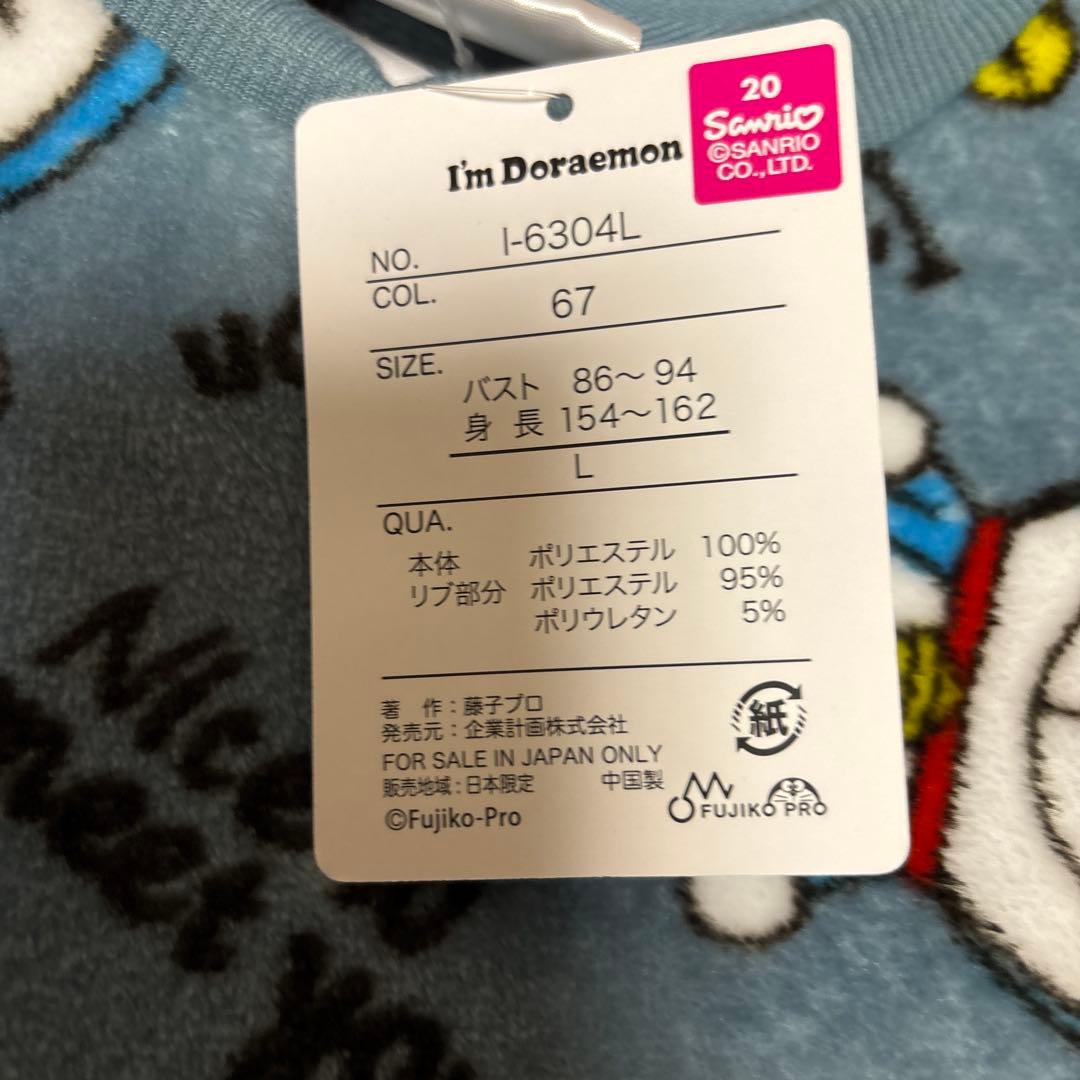 20
Sanrio
©SANRIO
CO.,LTD.
I'm Doraemon
NO. I-6304L
COL. 67
SIZE.
バスト 86～94
身長 154～162
L
QUA.
本体 ポリエステル 100%
リブ部分 ポリエステル 95%
ポリウレタン 5%
著 作：藤子プロ
発売元：企業計画株式会社
FOR SALE IN JAPAN ONLY
販売地域：日本限定 中国製
©Fujiko-Pro
紙
FUJIKO PRO
Nice